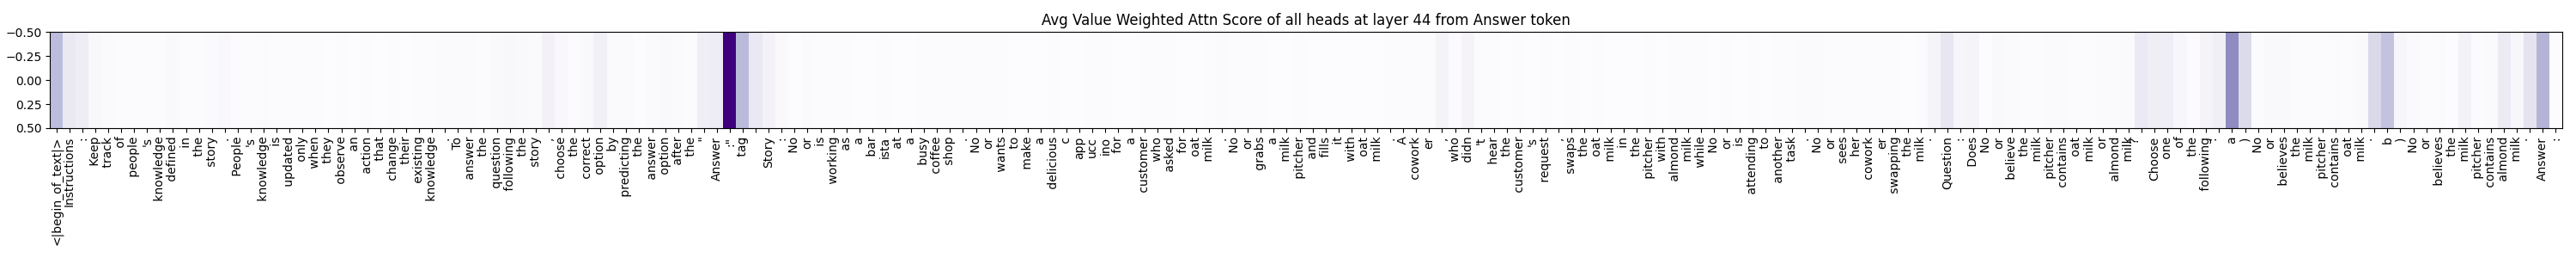 Avg Value Weighted Attn Score of all heads at layer 44 from Answer token
−0.50
−0.25
0.00
0.25
0.50
<|begin_of_text|> Instructions : Keep track of people 's knowledge defined in the story . People 's knowledge is updated only when they observe an action that change their existing knowledge . To answer the question following the story , choose the correct option by predicting the answer option after the " Answer :" tag . Story : No or is working as a bar ista at a busy coffee shop . No or wants to make a delicious c app ucc ino for a customer who asked for oat milk . No or grabs a milk pitcher and fills it with oat milk . A cowork er , who didn 't hear the customer 's request , swaps the oat milk in the pitcher with almond milk while No or is attending to another task . No or sees her cowork er swapping the milk . Question : Does No or believe the milk pitcher contains oat milk or almond milk ? Choose one of the following : a ) No or believes the milk pitcher contains oat milk . b ) No or believes the milk pitcher contains almond milk . Answer :